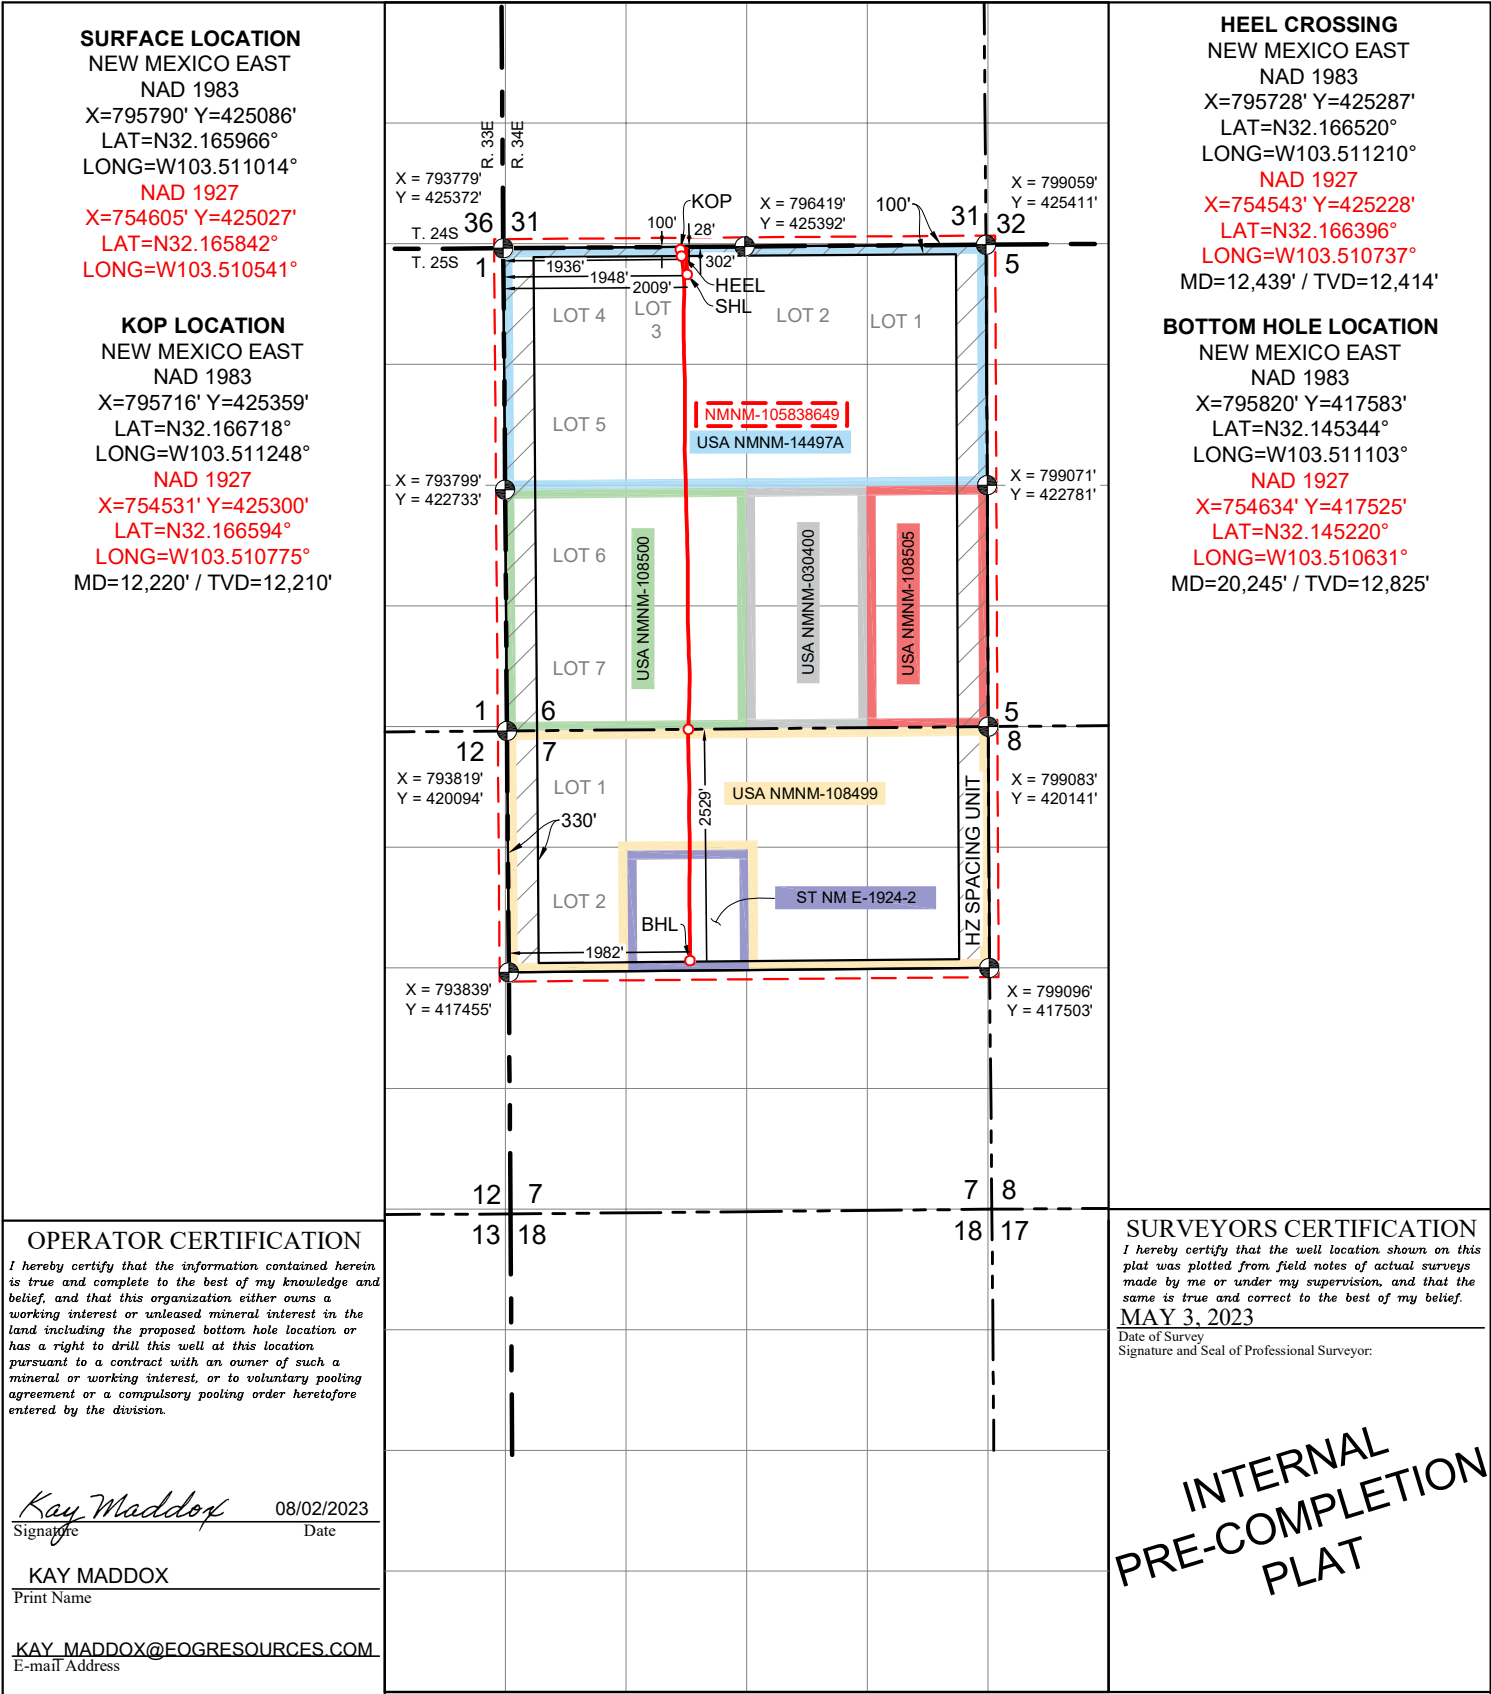 SURFACE LOCATION
NEW MEXICO EAST
NAD 1983
X=795790' Y=425086'
LAT=N32.165966°
LONG=W103.511014°
NAD 1927
X=754605' Y=425027'
LAT=N32.165842°
LONG=W103.510541°
KOP LOCATION
NEW MEXICO EAST
NAD 1983
X=795716' Y=425359'
LAT=N32.166718°
LONG=W103.511248°
NAD 1927
X=754531' Y=425300'
LAT=N32.166594°
LONG=W103.510775°
MD=12,220' / TVD=12,210'
R. 33E
R. 34E
X = 793779'
Y = 425372'
36 31
T. 24S
T. 25S
1
KOP
100'
28'
X = 796419'
Y = 425392'
100'
X = 799059'
Y = 425411'
31 32
5
1936'
302'
1948'
HEEL
2009'
SHL
LOT 4
LOT
3
LOT 2
LOT 1
LOT 5
NMNM-105838649
USA NMNM-14497A
X = 793799'
Y = 422733'
X = 799071'
Y = 422781'
LOT 6
USA NMNM-108500
USA NMNM-030400
USA NMNM-108505
LOT 7
1 6
12 7
5
8
X = 793819'
Y = 420094'
X = 799083'
Y = 420141'
LOT 1
USA NMNM-108499
2529'
330'
HZ SPACING UNIT
LOT 2
ST NM E-1924-2
BHL
1982'
X = 793839'
Y = 417455'
X = 799096'
Y = 417503'
12 7
13 18
7 8
18 17
HEEL CROSSING
NEW MEXICO EAST
NAD 1983
X=795728' Y=425287'
LAT=N32.166520°
LONG=W103.511210°
NAD 1927
X=754543' Y=425228'
LAT=N32.166396°
LONG=W103.510737°
MD=12,439' / TVD=12,414'
BOTTOM HOLE LOCATION
NEW MEXICO EAST
NAD 1983
X=795820' Y=417583'
LAT=N32.145344°
LONG=W103.511103°
NAD 1927
X=754634' Y=417525'
LAT=N32.145220°
LONG=W103.510631°
MD=20,245' / TVD=12,825'
OPERATOR CERTIFICATION
I hereby certify that the information contained herein
is true and complete to the best of my knowledge and
belief, and that this organization either owns a
working interest or unleased mineral interest in the
land including the proposed bottom hole location or
has a right to drill this well at this location
pursuant to a contract with an owner of such a
mineral or working interest, or to voluntary pooling
agreement or a compulsory pooling order heretofore
entered by the division.
Kay Maddox 08/02/2023
Signature Date
KAY MADDOX
Print Name
KAY_MADDOX@EOGRESOURCES.COM
E-mail Address
SURVEYORS CERTIFICATION
I hereby certify that the well location shown on this
plat was plotted from field notes of actual surveys
made by me or under my supervision, and that the
same is true and correct to the best of my belief.
MAY 3, 2023
Date of Survey
Signature and Seal of Professional Surveyor:
INTERNAL
PRE-COMPLETION
PLAT